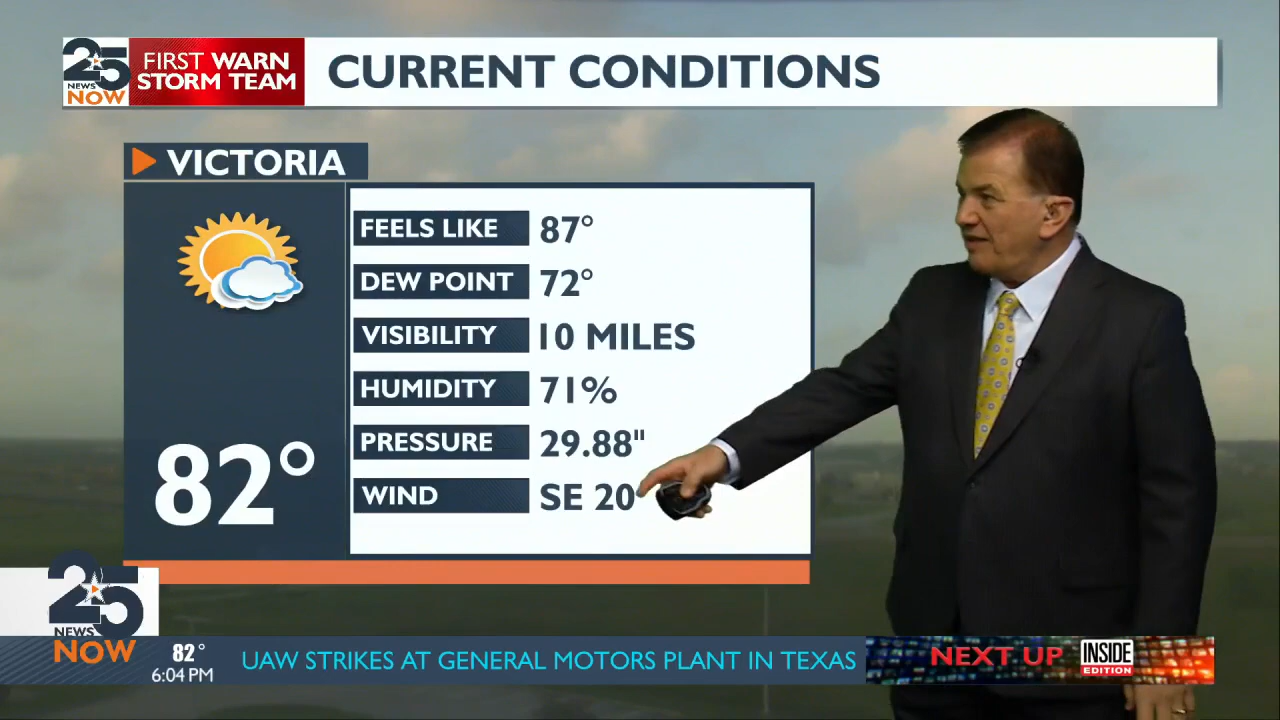 25
NEWS
NOW
FIRST WARN
STORM TEAM
CURRENT CONDITIONS
VICTORIA
FEELS LIKE 87°
DEW POINT 72°
VISIBILITY 10 MILES
HUMIDITY 71%
PRESSURE 29.88"
WIND SE 20
82°
25
NEWS
NOW
82°
6:04 PM
UAW STRIKES AT GENERAL MOTORS PLANT IN TEXAS
NEXT UP
INSIDE
EDITION